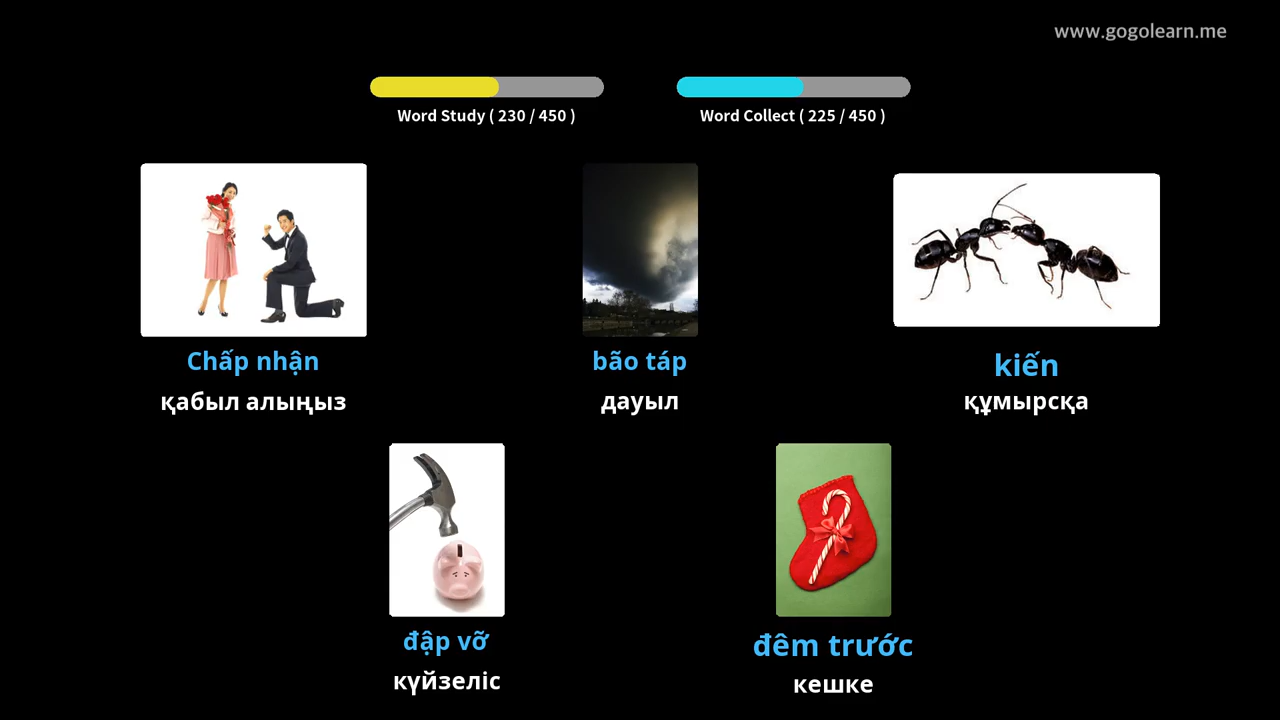 www.gogolearn.me
Word Study ( 230 / 450 )
Word Collect ( 225 / 450 )
Chấp nhận
қабыл алыңыз
bão táp
дауыл
kiến
құмырсқа
đập vỡ
күйзеліс
đêm trước
кешке